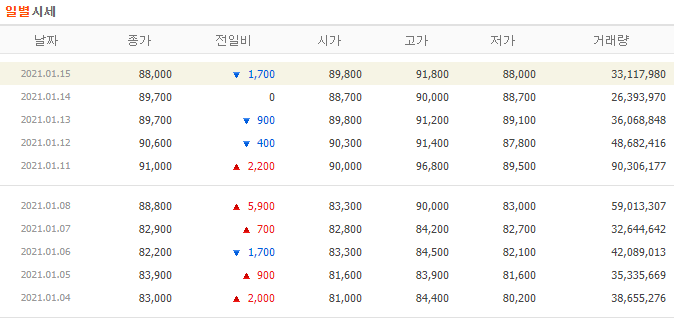 일별시세
날짜 종가 전일비 시가 고가 저가 거래량
2021.01.15 88,000 ▼ 1,700 89,800 91,800 88,000 33,117,980
2021.01.14 89,700 0 88,700 90,000 88,700 26,393,970
2021.01.13 89,700 ▼ 900 89,800 91,200 89,100 36,068,848
2021.01.12 90,600 ▼ 400 90,300 91,400 87,800 48,682,416
2021.01.11 91,000 ▲ 2,200 90,000 96,800 89,500 90,306,177
2021.01.08 88,800 ▲ 5,900 83,300 90,000 83,000 59,013,307
2021.01.07 82,900 ▲ 700 82,800 84,200 82,700 32,644,642
2021.01.06 82,200 ▼ 1,700 83,300 84,500 82,100 42,089,013
2021.01.05 83,900 ▲ 900 81,600 83,900 81,600 35,335,669
2021.01.04 83,000 ▲ 2,000 81,000 84,400 80,200 38,655,276